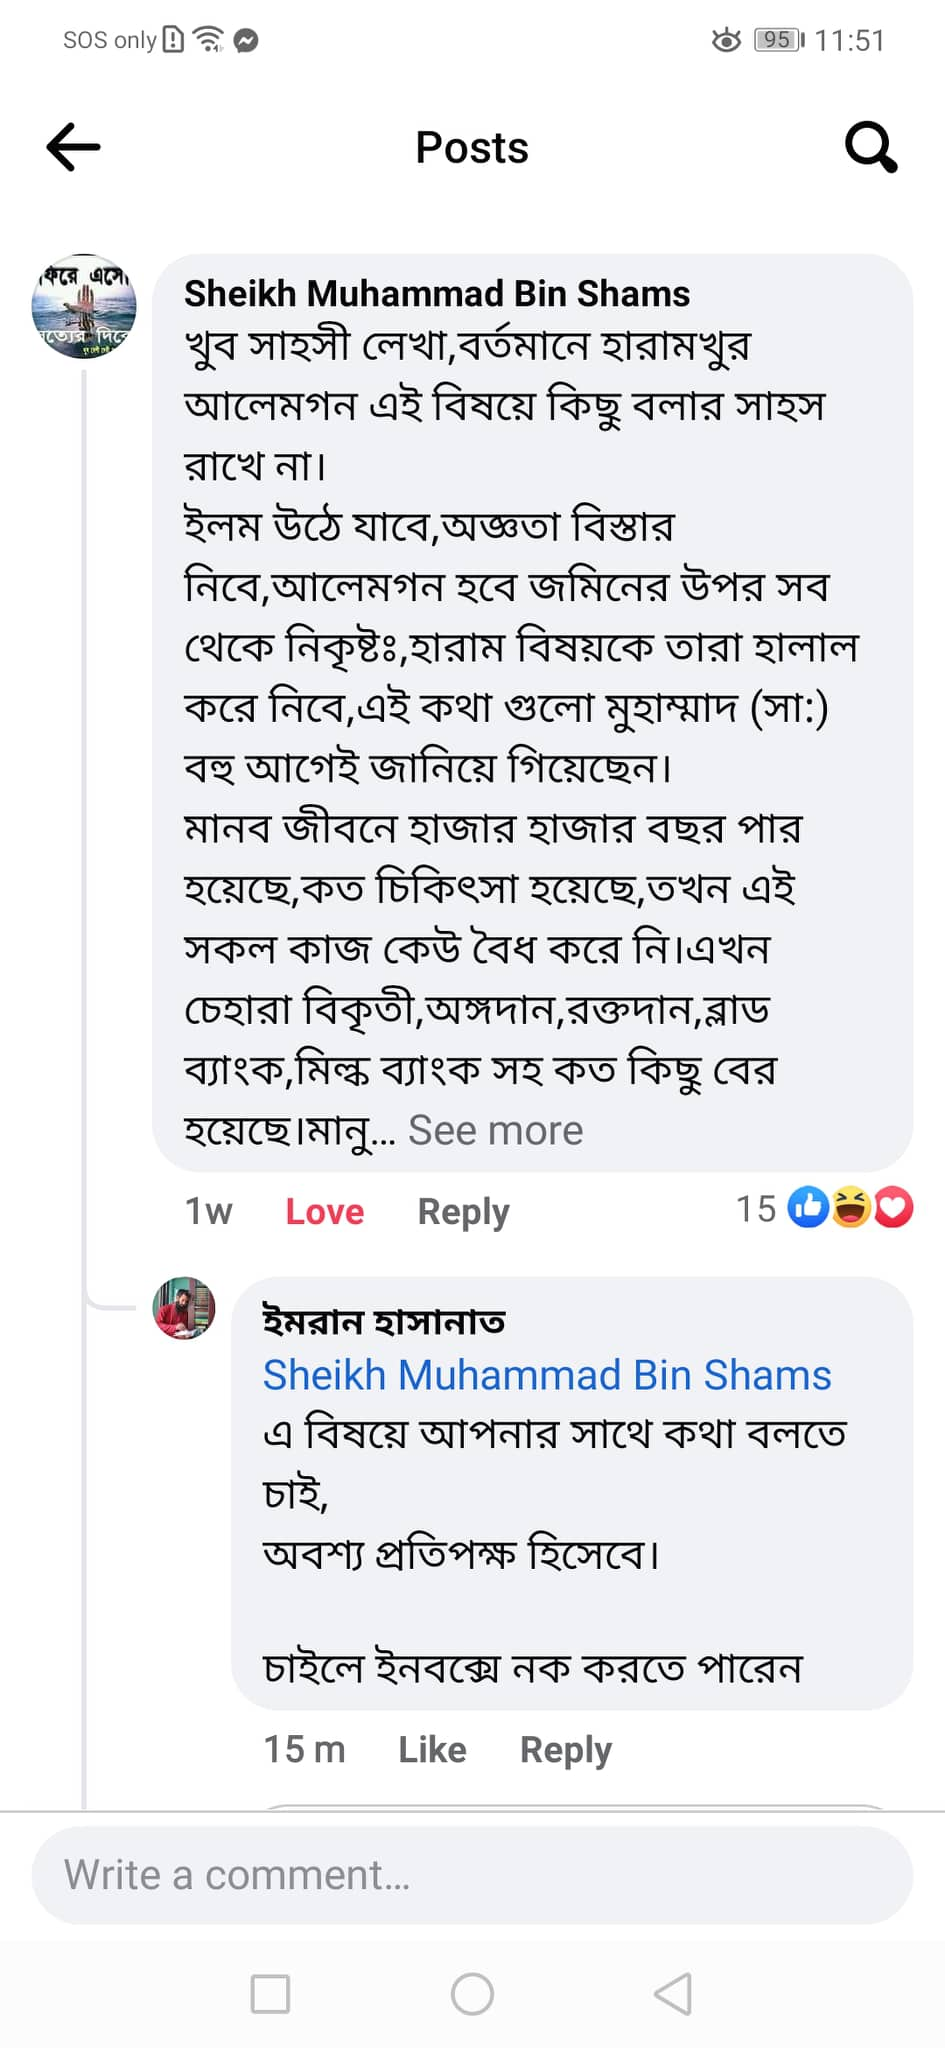 SOS only
95 11:51
Posts
ফিরে এসো
সত্যের দিকে
Sheikh Muhammad Bin Shams
খুব সাহসী লেখা,বর্তমানে হারামখুর
আলেমগন এই বিষয়ে কিছু বলার সাহস
রাখে না।
ইলম উঠে যাবে,অজ্ঞতা বিস্তার
নিবে,আলেমগন হবে জমিনের উপর সব
থেকে নিকৃষ্টঃ,হারাম বিষয়কে তারা হালাল
করে নিবে,এই কথা গুলো মুহাম্মাদ (সা:)
বহু আগেই জানিয়ে গিয়েছেন।
মানব জীবনে হাজার হাজার বছর পার
হয়েছে,কত চিকিৎসা হয়েছে,তখন এই
সকল কাজ কেউ বৈধ করে নি।এখন
চেহারা বিকৃতী,অঙ্গদান,রক্তদান,ব্লাড
ব্যাংক,মিল্ক ব্যাংক সহ কত কিছু বের
হয়েছে।মানু... See more
1w Love Reply 15
ইমরান হাসানাত
Sheikh Muhammad Bin Shams
এ বিষয়ে আপনার সাথে কথা বলতে
চাই,
অবশ্য প্রতিপক্ষ হিসেবে।
চাইলে ইনবক্সে নক করতে পারেন
15 m Like Reply
Write a comment...